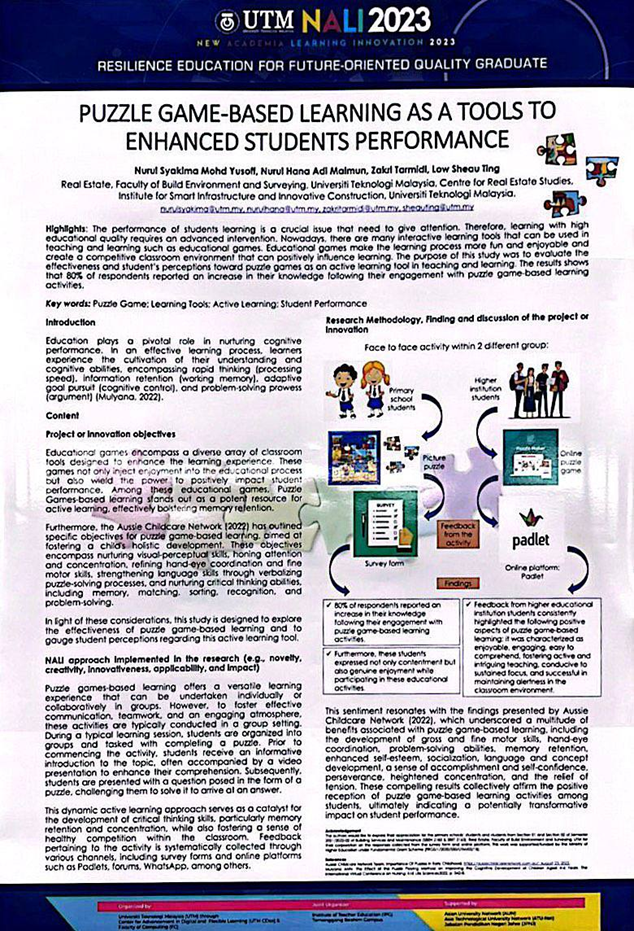 UTM NALI 2023
NEW ACADEMIA LEARNING INNOVATION 2023
RESILIENCE EDUCATION FOR FUTURE-ORIENTED QUALITY GRADUATE
PUZZLE GAME-BASED LEARNING AS A TOOLS TO
ENHANCED STUDENTS PERFORMANCE
Nurul Syakima Mohd Yusoff, Nurul Hana Adi Maimun, Zakri Tarmidi, Low Sheau Ting
Real Estate, Faculty of Build Environment and Surveying, Universiti Teknologi Malaysia, Centre for Real Estate Studies,
Institute for Smart Infrastructure and Innovative Construction, Universiti Teknologi Malaysia.
nurulsyakima@utm.my, nurulhana@utm.my, zakritarmidi@utm.my, sheauting@utm.my
Highlights: The performance of students learning is a crucial issue that need to give attention. Therefore, learning with high
educational quality requires an advanced intervention. Nowadays, there are many interactive learning tools that can be used in
teaching and learning such as educational games. Educational games make the learning process more fun and enjoyable and
create a competitive classroom environment that can positively influence learning. The purpose of this study was to evaluate the
effectiveness and student's perceptions toward puzzle games as an active learning tool in teaching and learning. The results shows
that 80% of respondents reported an increase in their knowledge following their engagement with puzzle game-based learning
activities.
Key words: Puzzle Game; Learning Tools; Active Learning; Student Performance
Introduction
Education plays a pivotal role in nurturing cognitive
performance. In an effective learning process, learners
experience the cultivation of their understanding and
cognitive abilities, encompassing rapid thinking (processing
speed), information retention (working memory), adaptive
goal pursuit (cognitive control), and problem-solving prowess
(argument) (Mulyana, 2022).
Content
Project or innovation objectives
Educational games encompass a diverse array of classroom
tools designed to enhance the learning experience. These
games not only inject enjoyment into the educational process
but also wield the power to positively impact student
performance. Among these educational games, Puzzle
Games-based learning stands out as a potent resource for
active learning, effectively bolstering memory retention.
Furthermore, the Aussie Childcare Network (2022) has outlined
specific objectives for puzzle game-based learning, aimed at
fostering a child's holistic development. These objectives
encompass nurturing visual-perceptual skills, honing attention
and concentration, refining hand-eye coordination and fine
motor skills, strengthening language skills through verbalizing
puzzle-solving processes, and nurturing critical thinking abilities,
including memory, matching, sorting, recognition, and
problem-solving.
In light of these considerations, this study is designed to explore
the effectiveness of puzzle game-based learning and to
gauge student perceptions regarding this active learning tool.
NALI approach implemented in the research (e.g., novelty,
creativity, innovativeness, applicability, and impact)
Puzzle games-based learning offers a versatile learning
experience that can be undertaken individually or
collaboratively in groups. However, to foster effective
communication, teamwork, and an engaging atmosphere,
these activities are typically conducted in a group setting.
During a typical learning session, students are organized into
groups and tasked with completing a puzzle. Prior to
commencing the activity, students receive an informative
introduction to the topic, often accompanied by a video
presentation to enhance their comprehension. Subsequently,
students are presented with a question posed in the form of a
puzzle, challenging them to solve it to arrive at an answer.
This dynamic active learning approach serves as a catalyst for
the development of critical thinking skills, particularly memory
retention and concentration, while also fostering a sense of
healthy competition within the classroom. Feedback
pertaining to the activity is systematically collected through
various channels, including survey forms and online platforms
such as Padlets, forums, WhatsApp, among others.
Research Methodology, Finding and discussion of the project or
innovation
Face to face activity within 2 different group:
Primary
school
students
Higher
institution
students
Picture
puzzle
Online
puzzle
game
SURVEY
Survey form
Feedback
from the
activity
padlet
Online platform:
Padlet
Findings
✓ 80% of respondents reported an
increase in their knowledge
following their engagement with
puzzle game-based learning
activities.
✓ Furthermore, these students
expressed not only contentment but
also genuine enjoyment while
participating in these educational
activities.
✓ Feedback from higher educational
institution students consistently
highlighted the following positive
aspects of puzzle game-based
learning: it was characterized as
enjoyable, engaging, easy to
comprehend, fostering active and
intriguing teaching, conducive to
sustained focus, and successful in
maintaining alertness in the
classroom environment.
This sentiment resonates with the findings presented by Aussie
Childcare Network (2022), which underscored a multitude of
benefits associated with puzzle game-based learning, including
the development of gross and fine motor skills, hand-eye
coordination, problem-solving abilities, memory retention,
enhanced self-esteem, socialization, language and concept
development, a sense of accomplishment and self-confidence,
perseverance, heightened concentration, and the relief of
tension. These compelling results collectively affirm the positive
reception of puzzle game-based learning activities among
students, ultimately indicating a potentially transformative
impact on student performance.
Acknowledgement
References
Organized by
Universiti Teknologi Malaysia (UTM) through
Centre for Advancement in Digital and Flexible Learning (UTM CDex) &
Faculty of Computing (FC)
Joint Organizer
Institute of Teacher Education (IPG)
Temenggong Ibrahim Campus
Supported by
Asian University Network (AUN)
Asia Technological University Network (ATU-Net)
Jabatan Pendidikan Negeri Johor (JPNJ)